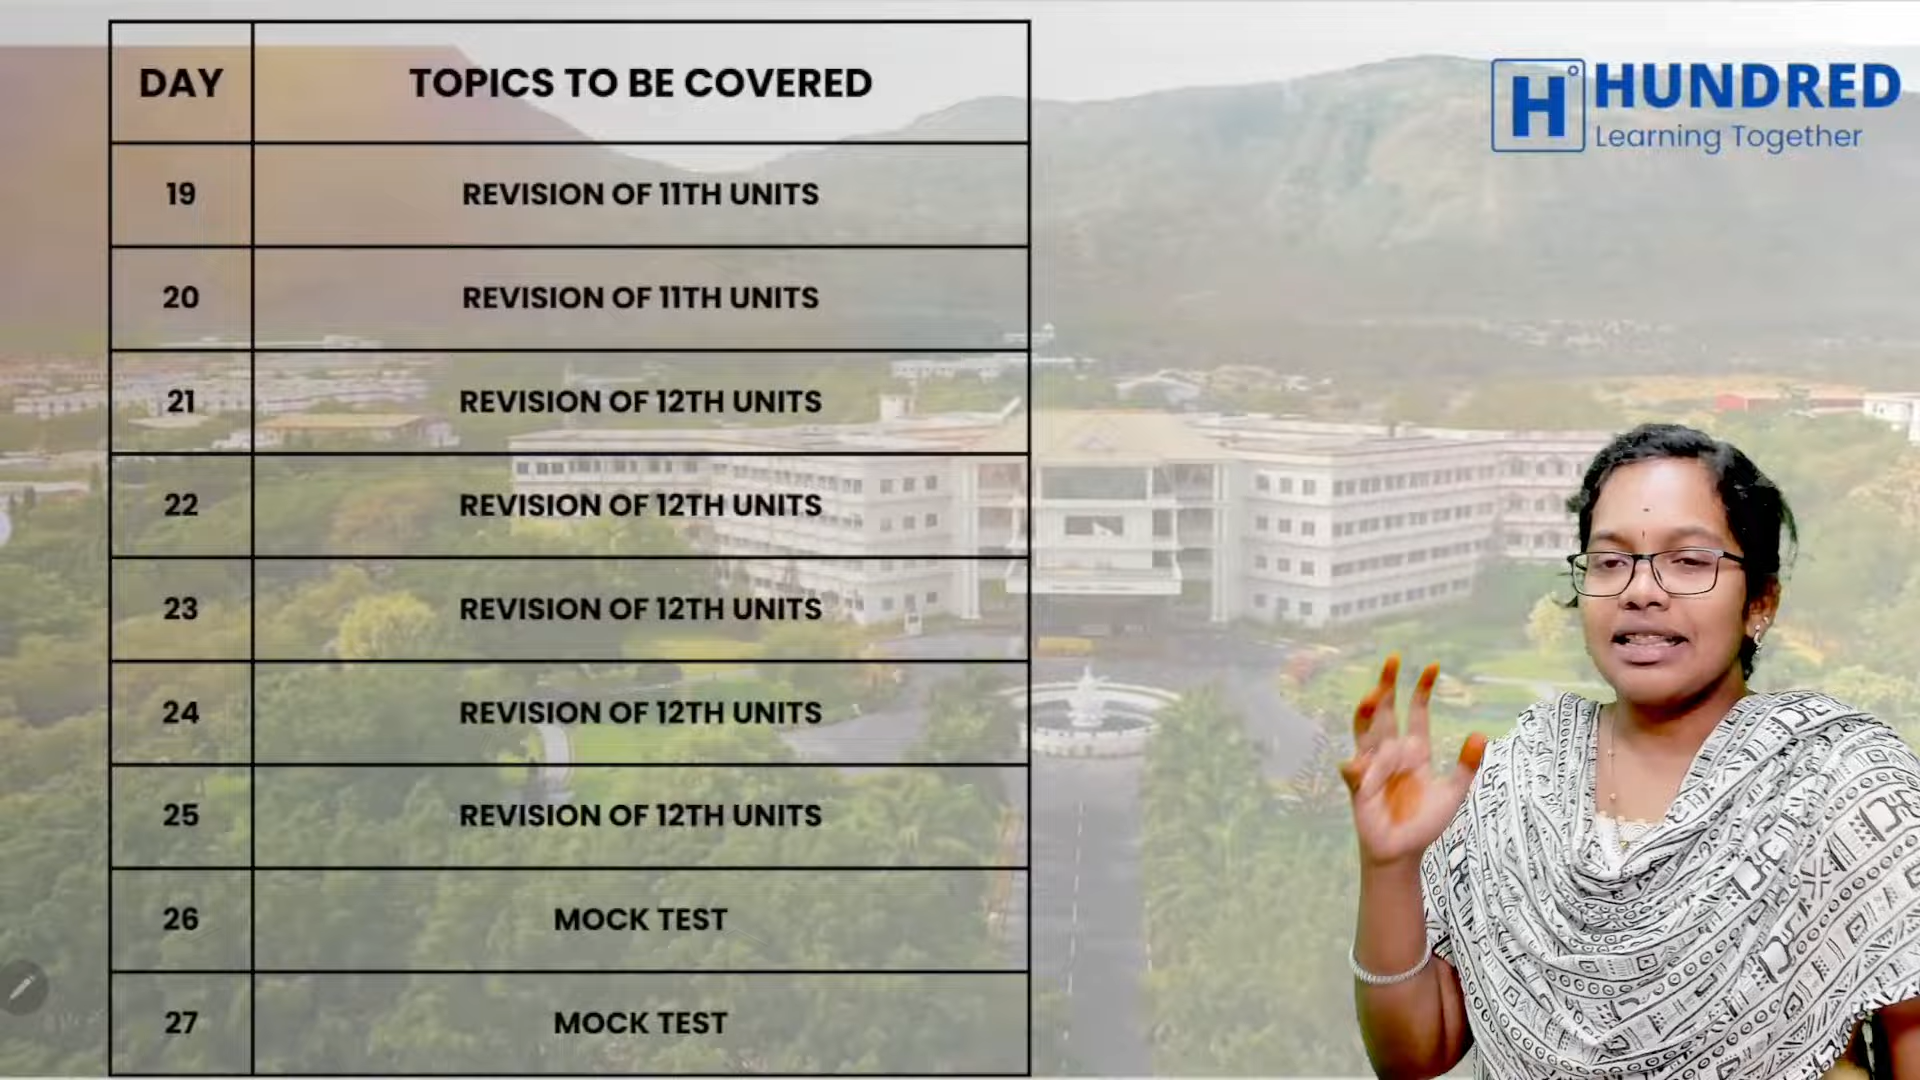 DAY TOPICS TO BE COVERED
19 REVISION OF 11TH UNITS
20 REVISION OF 11TH UNITS
21 REVISION OF 12TH UNITS
22 REVISION OF 12TH UNITS
23 REVISION OF 12TH UNITS
24 REVISION OF 12TH UNITS
25 REVISION OF 12TH UNITS
26 MOCK TEST
27 MOCK TEST
H° HUNDRED
Learning Together